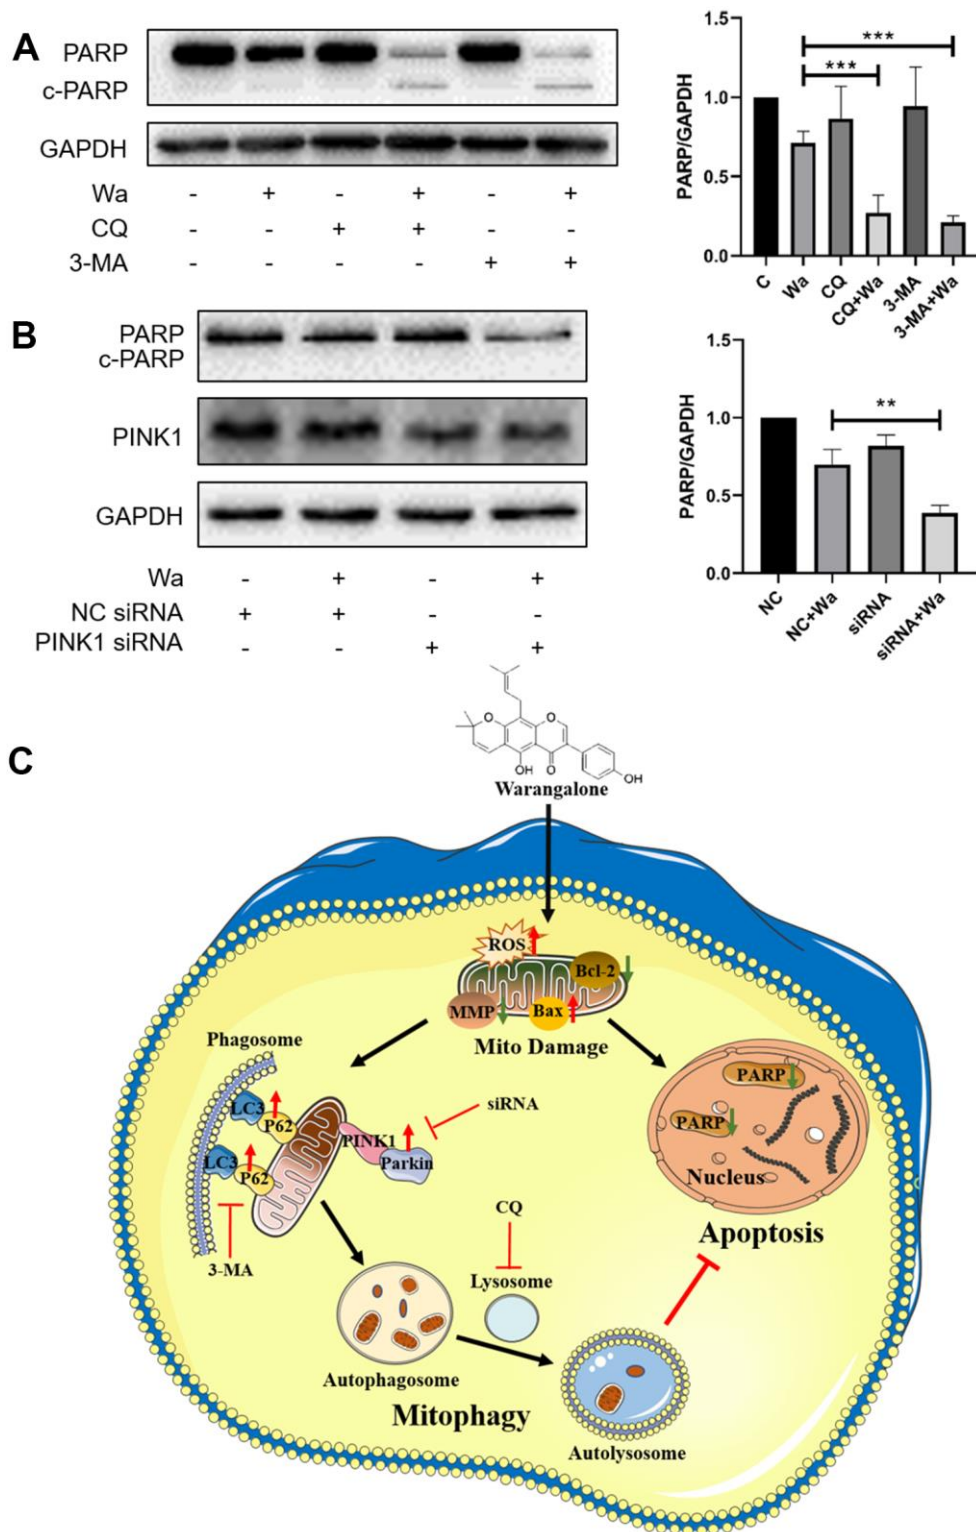 A
PARP
c-PARP
GAPDH
Wa - + - + - +
CQ - - + + - -
3-MA - - - - + +
PARP/GAPDH
1.5
1.0
0.5
0.0
***
***
C Wa CQ CQ+Wa 3-MA 3-MA+Wa
B
PARP
c-PARP
PINK1
GAPDH
Wa - + - +
NC siRNA + + - -
PINK1 siRNA - - + +
PARP/GAPDH
1.5
1.0
0.5
0.0
**
NC NC+Wa siRNA siRNA+Wa
C
O
O
OH
O
OH
Warangalone
ROS
Bcl-2
MMP
Bax
Mito Damage
Phagosome
LC3
P62
LC3
P62
PINK1
Parkin
siRNA
3-MA
PARP
PARP
Nucleus
Apoptosis
CQ
Lysosome
Autophagosome
Mitophagy
Autolysosome